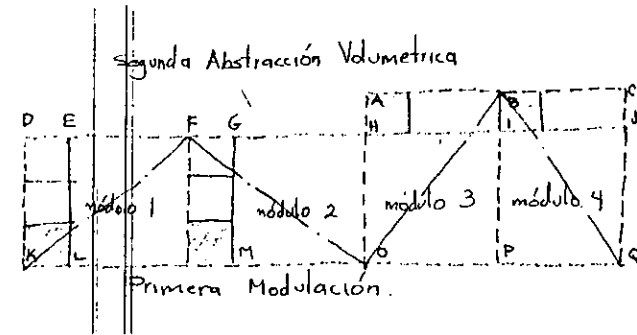 Segunda Abstracción Volumetrica
A B C
D E F G H I J
módulo 1 módulo 2 módulo 3 módulo 4
K L M O P Q
Primera Modulación.